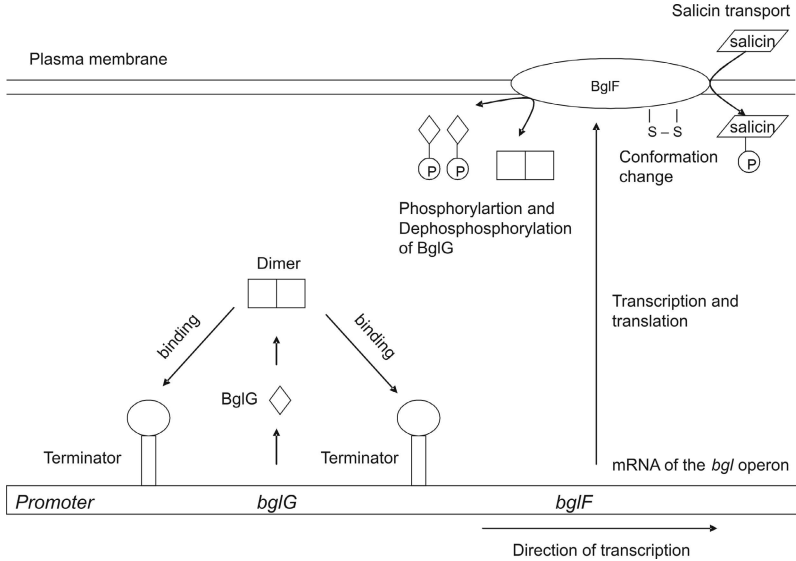 Salicin transport
salicin
Plasma membrane
BglF
S – S
salicin
P
P
P
Conformation
change
Phosphorylartion and
Dephosphosphorylation
of BglG
Dimer
binding
binding
Transcription and
translation
BglG
Terminator
Terminator
mRNA of the bgl operon
Promoter
bglG
bglF
Direction of transcription